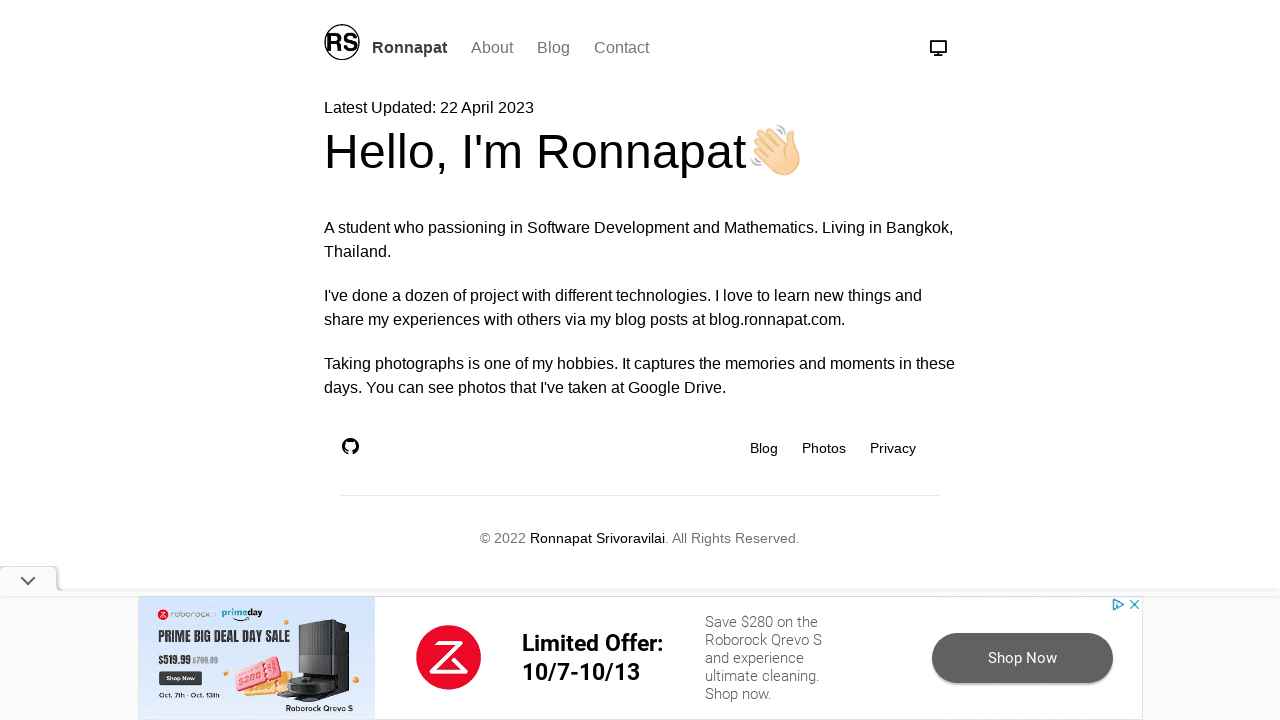 RS
Ronnapat About Blog Contact
Latest Updated: 22 April 2023
Hello, I'm Ronnapat👋🏻
A student who passioning in Software Development and Mathematics. Living in Bangkok,
Thailand.
I've done a dozen of project with different technologies. I love to learn new things and
share my experiences with others via my blog posts at blog.ronnapat.com.
Taking photographs is one of my hobbies. It captures the memories and moments in these
days. You can see photos that I've taken at Google Drive.
Blog Photos Privacy
© 2022 Ronnapat Srivoravilai. All Rights Reserved.
roborock primeday
PRIME BIG DEAL DAY SALE
$519.99 $799.99
$280 OFF
Shop Now
Oct. 7th - Oct. 13th
Roborock Qrevo S
Limited Offer:
10/7-10/13
Save $280 on the
Roborock Qrevo S
and experience
ultimate cleaning.
Shop now.
Shop Now